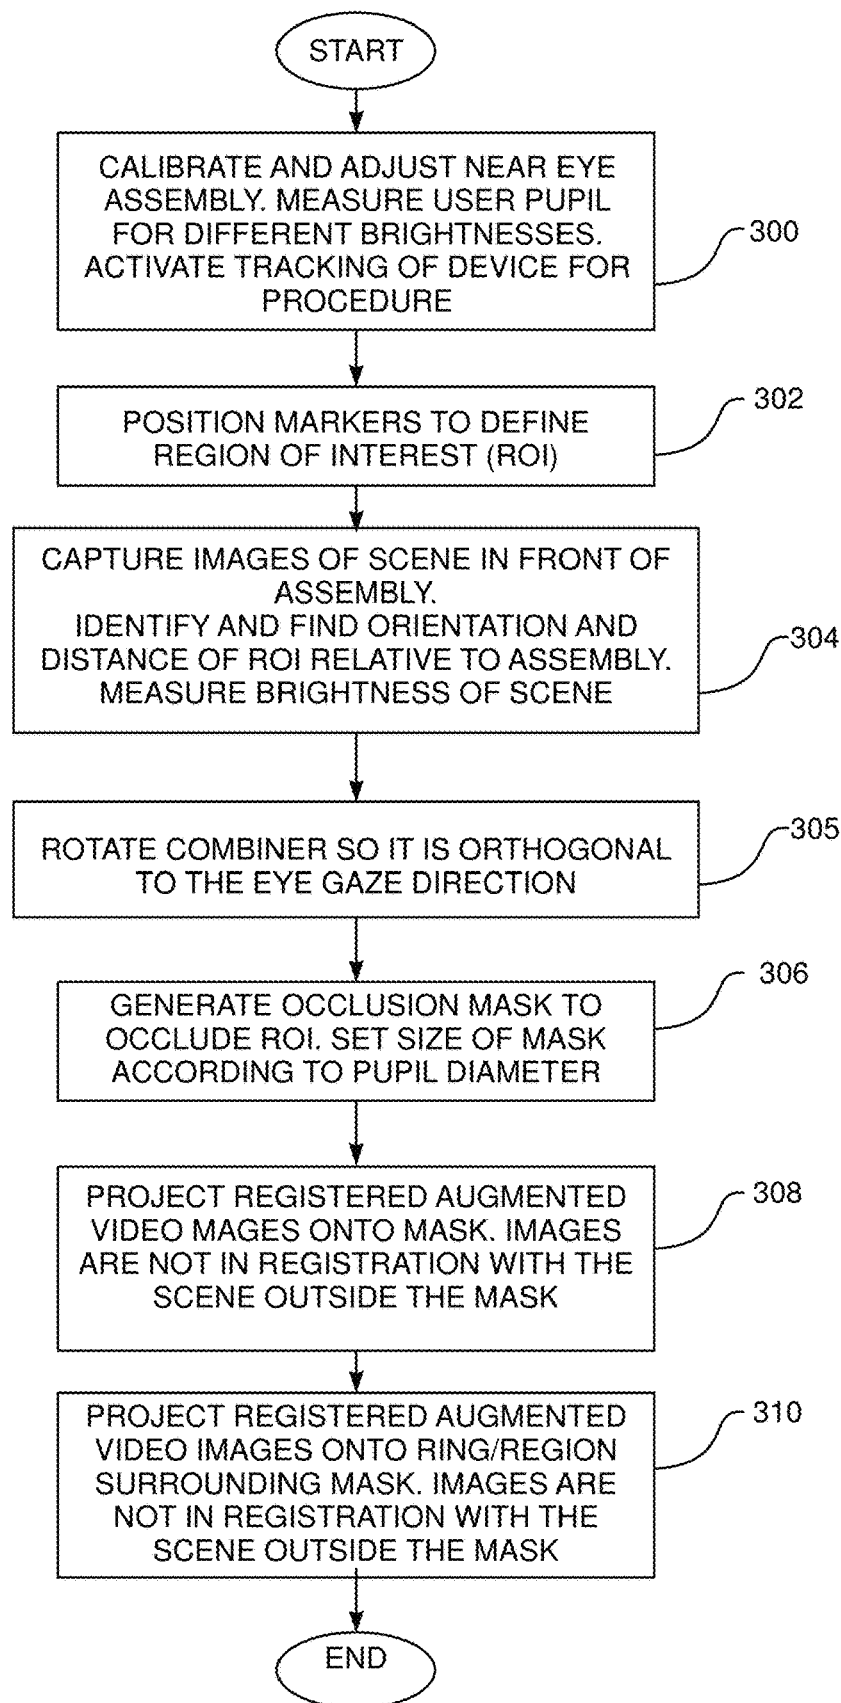 START
CALIBRATE AND ADJUST NEAR EYE
ASSEMBLY. MEASURE USER PUPIL
FOR DIFFERENT BRIGHTNESSES.
ACTIVATE TRACKING OF DEVICE FOR
PROCEDURE
300
POSITION MARKERS TO DEFINE
REGION OF INTEREST (ROI)
302
CAPTURE IMAGES OF SCENE IN FRONT OF
ASSEMBLY.
IDENTIFY AND FIND ORIENTATION AND
DISTANCE OF ROI RELATIVE TO ASSEMBLY.
MEASURE BRIGHTNESS OF SCENE
304
ROTATE COMBINER SO IT IS ORTHOGONAL
TO THE EYE GAZE DIRECTION
305
GENERATE OCCLUSION MASK TO
OCCLUDE ROI. SET SIZE OF MASK
ACCORDING TO PUPIL DIAMETER
306
PROJECT REGISTERED AUGMENTED
VIDEO MAGES ONTO MASK. IMAGES
ARE NOT IN REGISTRATION WITH THE
SCENE OUTSIDE THE MASK
308
PROJECT REGISTERED AUGMENTED
VIDEO IMAGES ONTO RING/REGION
SURROUNDING MASK. IMAGES ARE
NOT IN REGISTRATION WITH THE
SCENE OUTSIDE THE MASK
310
END